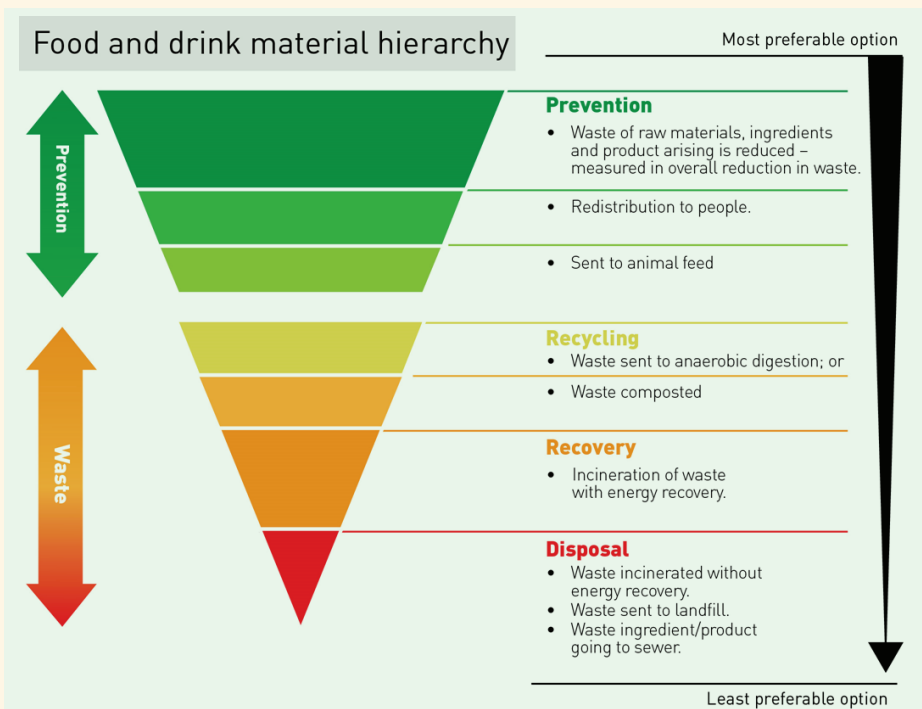 Food and drink material hierarchy
Most preferable option
Prevention
Prevention
• Waste of raw materials, ingredients
and product arising is reduced –
measured in overall reduction in waste.
• Redistribution to people.
• Sent to animal feed
Waste
Recycling
• Waste sent to anaerobic digestion; or
• Waste composted
Recovery
• Incineration of waste
with energy recovery.
Disposal
• Waste incinerated without
energy recovery.
• Waste sent to landfill.
• Waste ingredient/product
going to sewer.
Least preferable option